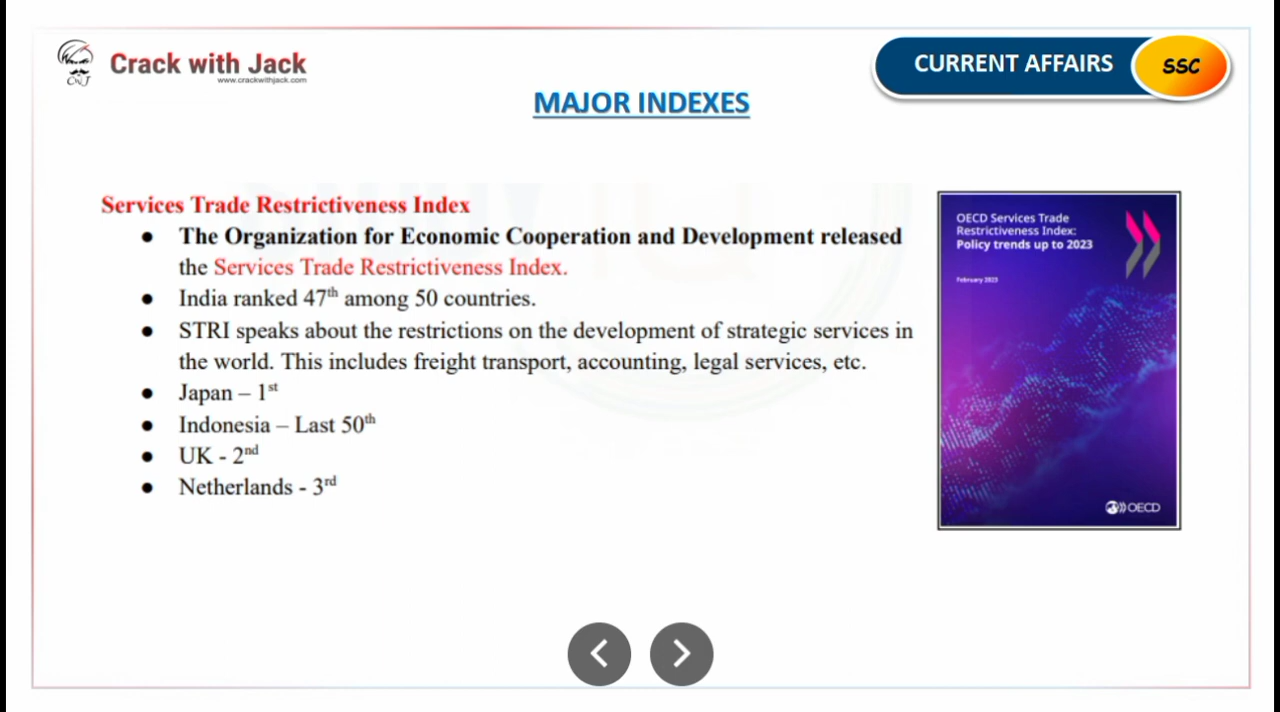 Crack with Jack
www.crackwithjack.com
CWJ
CURRENT AFFAIRS
SSC
MAJOR INDEXES
Services Trade Restrictiveness Index
● The Organization for Economic Cooperation and Development released
the Services Trade Restrictiveness Index.
● India ranked 47th among 50 countries.
● STRI speaks about the restrictions on the development of strategic services in
the world. This includes freight transport, accounting, legal services, etc.
● Japan – 1st
● Indonesia – Last 50th
● UK - 2nd
● Netherlands - 3rd
OECD Services Trade
Restrictiveness Index:
Policy trends up to 2023
February 2023
OECD